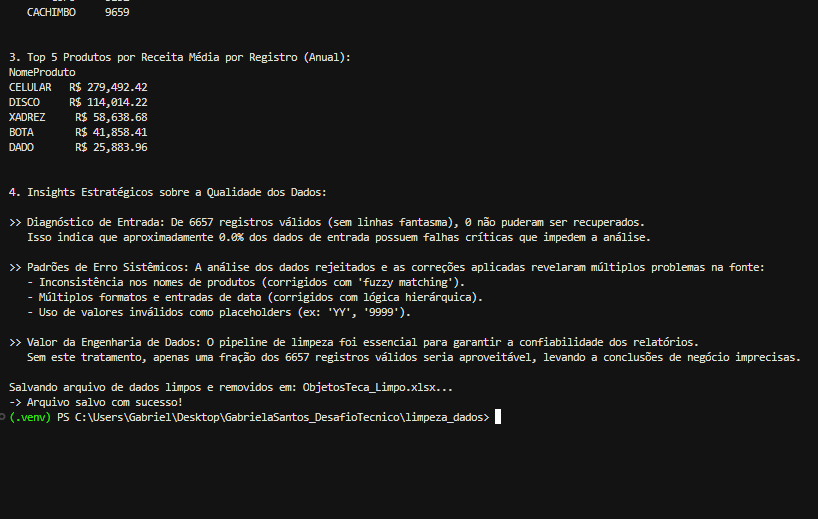 CACHIMBO 9659
3. Top 5 Produtos por Receita Média por Registro (Anual):
NomeProduto
CELULAR R$ 279,492.42
DISCO R$ 114,014.22
XADREZ R$ 58,638.68
BOTA R$ 41,858.41
DADO R$ 25,883.96
4. Insights Estratégicos sobre a Qualidade dos Dados:
>> Diagnóstico de Entrada: De 6657 registros válidos (sem linhas fantasma), 0 não puderam ser recuperados.
Isso indica que aproximadamente 0.0% dos dados de entrada possuem falhas críticas que impedem a análise.
>> Padrões de Erro Sistêmicos: A análise dos dados rejeitados e as correções aplicadas revelaram múltiplos problemas na fonte:
- Inconsistência nos nomes de produtos (corrigidos com 'fuzzy matching').
- Múltiplos formatos e entradas de data (corrigidos com lógica hierárquica).
- Uso de valores inválidos como placeholders (ex: 'YY', '9999').
>> Valor da Engenharia de Dados: O pipeline de limpeza foi essencial para garantir a confiabilidade dos relatórios.
Sem este tratamento, apenas uma fração dos 6657 registros válidos seria aproveitável, levando a conclusões de negócio imprecisas.
Salvando arquivo de dados limpos e removidos em: ObjetosTeca_Limpo.xlsx...
-> Arquivo salvo com sucesso!
(.venv) PS C:\Users\Gabriel\Desktop\GabrielaSantos_DesafioTecnico\limpeza_dados>